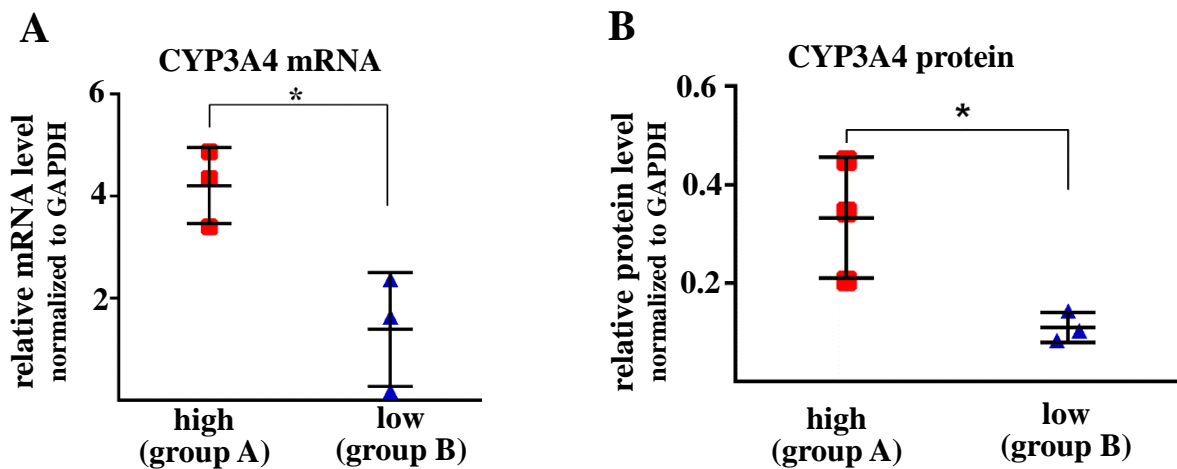 A
CYP3A4 mRNA
relative mRNA level
normalized to GAPDH
6
4
2
*
high
(group A)
low
(group B)
B
CYP3A4 protein
relative protein level
normalized to GAPDH
0.6
0.4
0.2
*
high
(group A)
low
(group B)